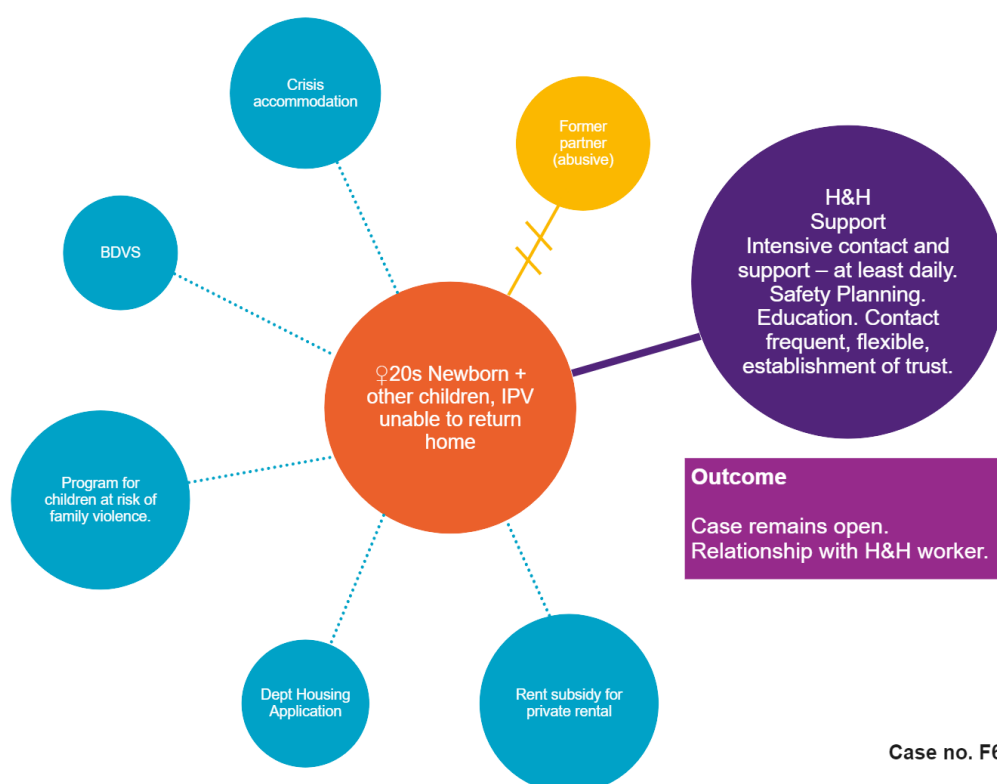 Crisis
accommodation
Former
partner
(abusive)
H&H
Support
Intensive contact and
support – at least daily.
Safety Planning.
Education. Contact
frequent, flexible,
establishment of trust.
BDVS
♀20s Newborn +
other children, IPV
unable to return
home
Program for
children at risk of
family violence.
Outcome
Case remains open.
Relationship with H&H worker.
Dept Housing
Application
Rent subsidy for
private rental
Case no. F6